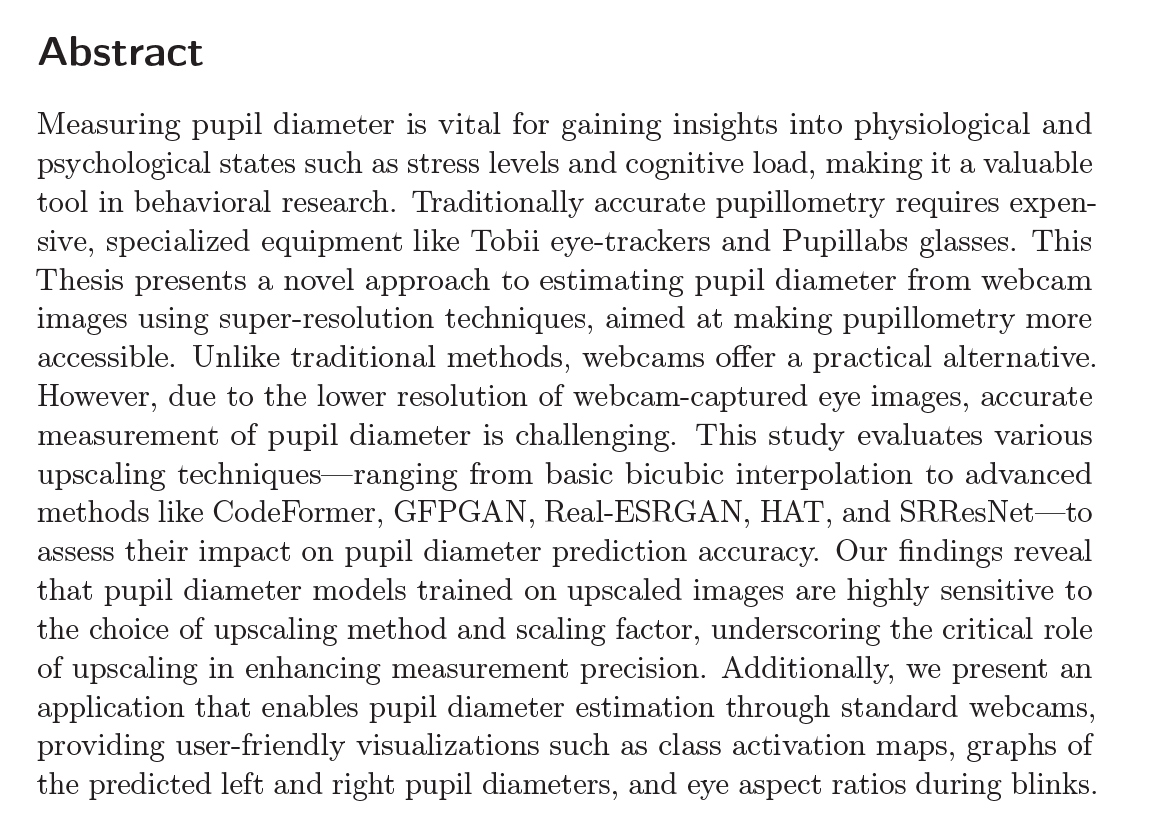 Abstract
Measuring pupil diameter is vital for gaining insights into physiological and
psychological states such as stress levels and cognitive load, making it a valuable
tool in behavioral research. Traditionally accurate pupillometry requires expen-
sive, specialized equipment like Tobii eye-trackers and Pupillabs glasses. This
Thesis presents a novel approach to estimating pupil diameter from webcam
images using super-resolution techniques, aimed at making pupillometry more
accessible. Unlike traditional methods, webcams offer a practical alternative.
However, due to the lower resolution of webcam-captured eye images, accurate
measurement of pupil diameter is challenging. This study evaluates various
upscaling techniques—ranging from basic bicubic interpolation to advanced
methods like CodeFormer, GFPGAN, Real-ESRGAN, HAT, and SRResNet—to
assess their impact on pupil diameter prediction accuracy. Our findings reveal
that pupil diameter models trained on upscaled images are highly sensitive to
the choice of upscaling method and scaling factor, underscoring the critical role
of upscaling in enhancing measurement precision. Additionally, we present an
application that enables pupil diameter estimation through standard webcams,
providing user-friendly visualizations such as class activation maps, graphs of
the predicted left and right pupil diameters, and eye aspect ratios during blinks.